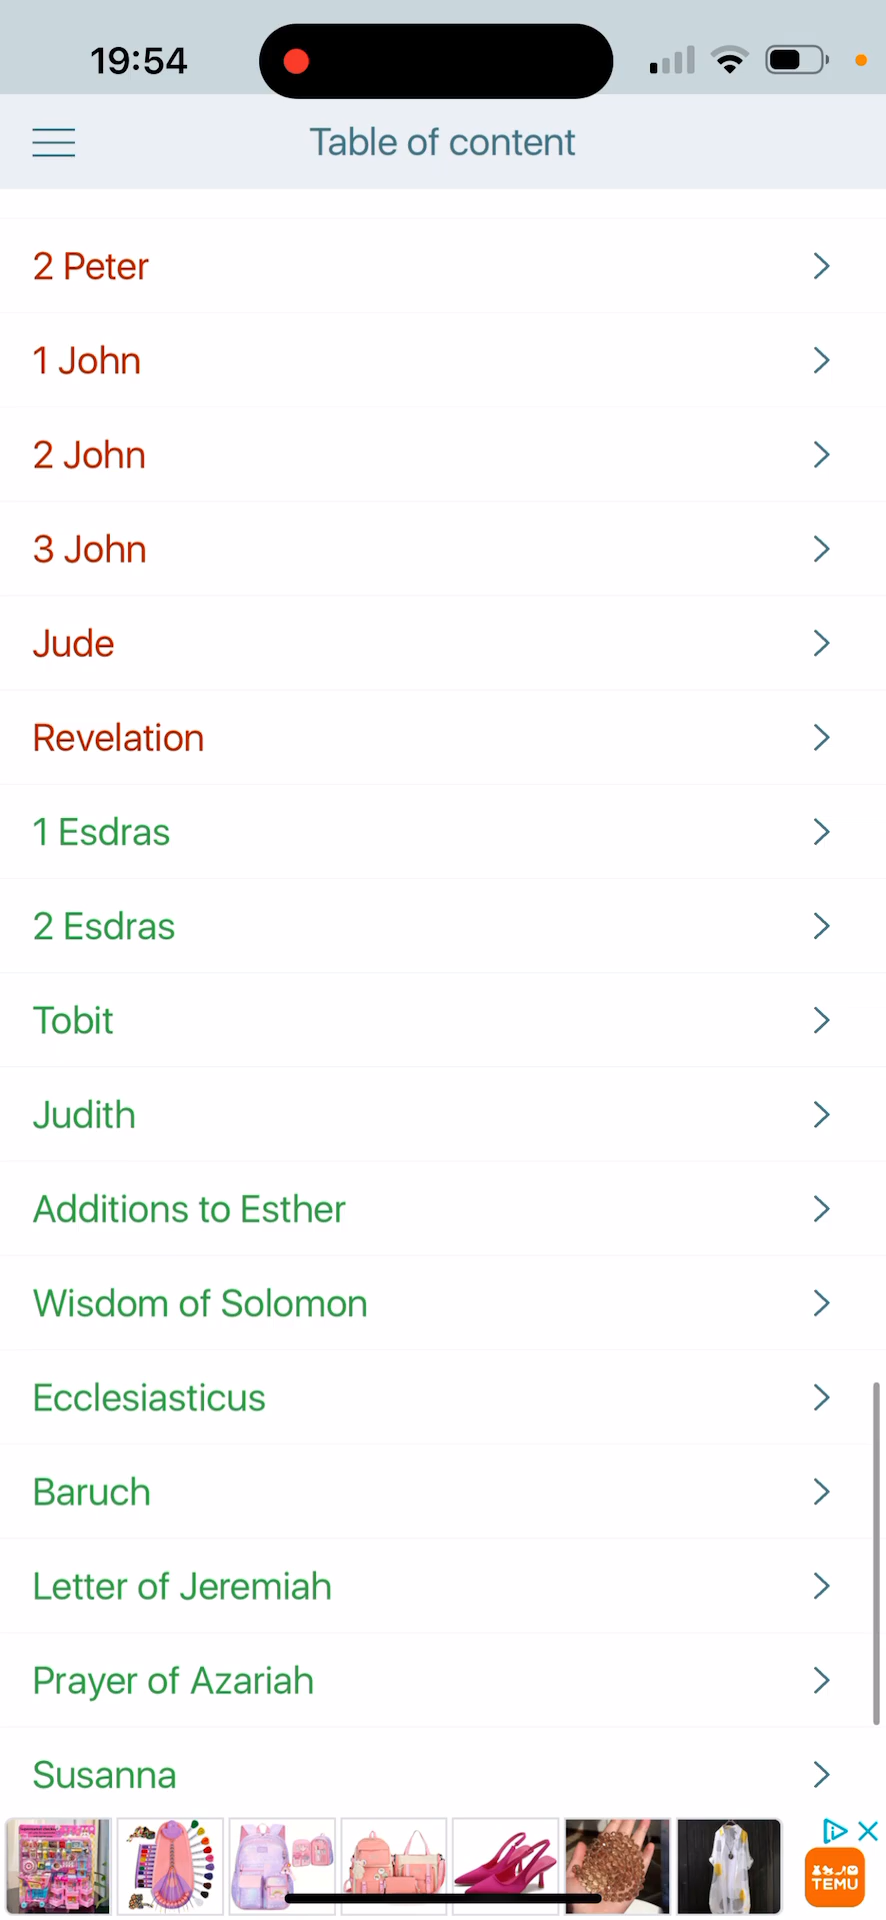 19:54
Table of content
2 Peter
1 John
2 John
3 John
Jude
Revelation
1 Esdras
2 Esdras
Tobit
Judith
Additions to Esther
Wisdom of Solomon
Ecclesiasticus
Baruch
Letter of Jeremiah
Prayer of Azariah
Susanna
TEMU